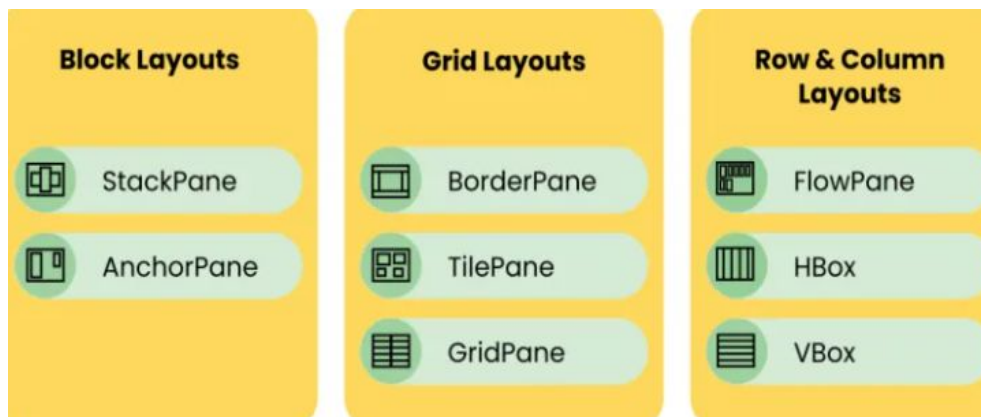 Block Layouts
StackPane
AnchorPane
Grid Layouts
BorderPane
TilePane
GridPane
Row & Column
Layouts
FlowPane
HBox
VBox